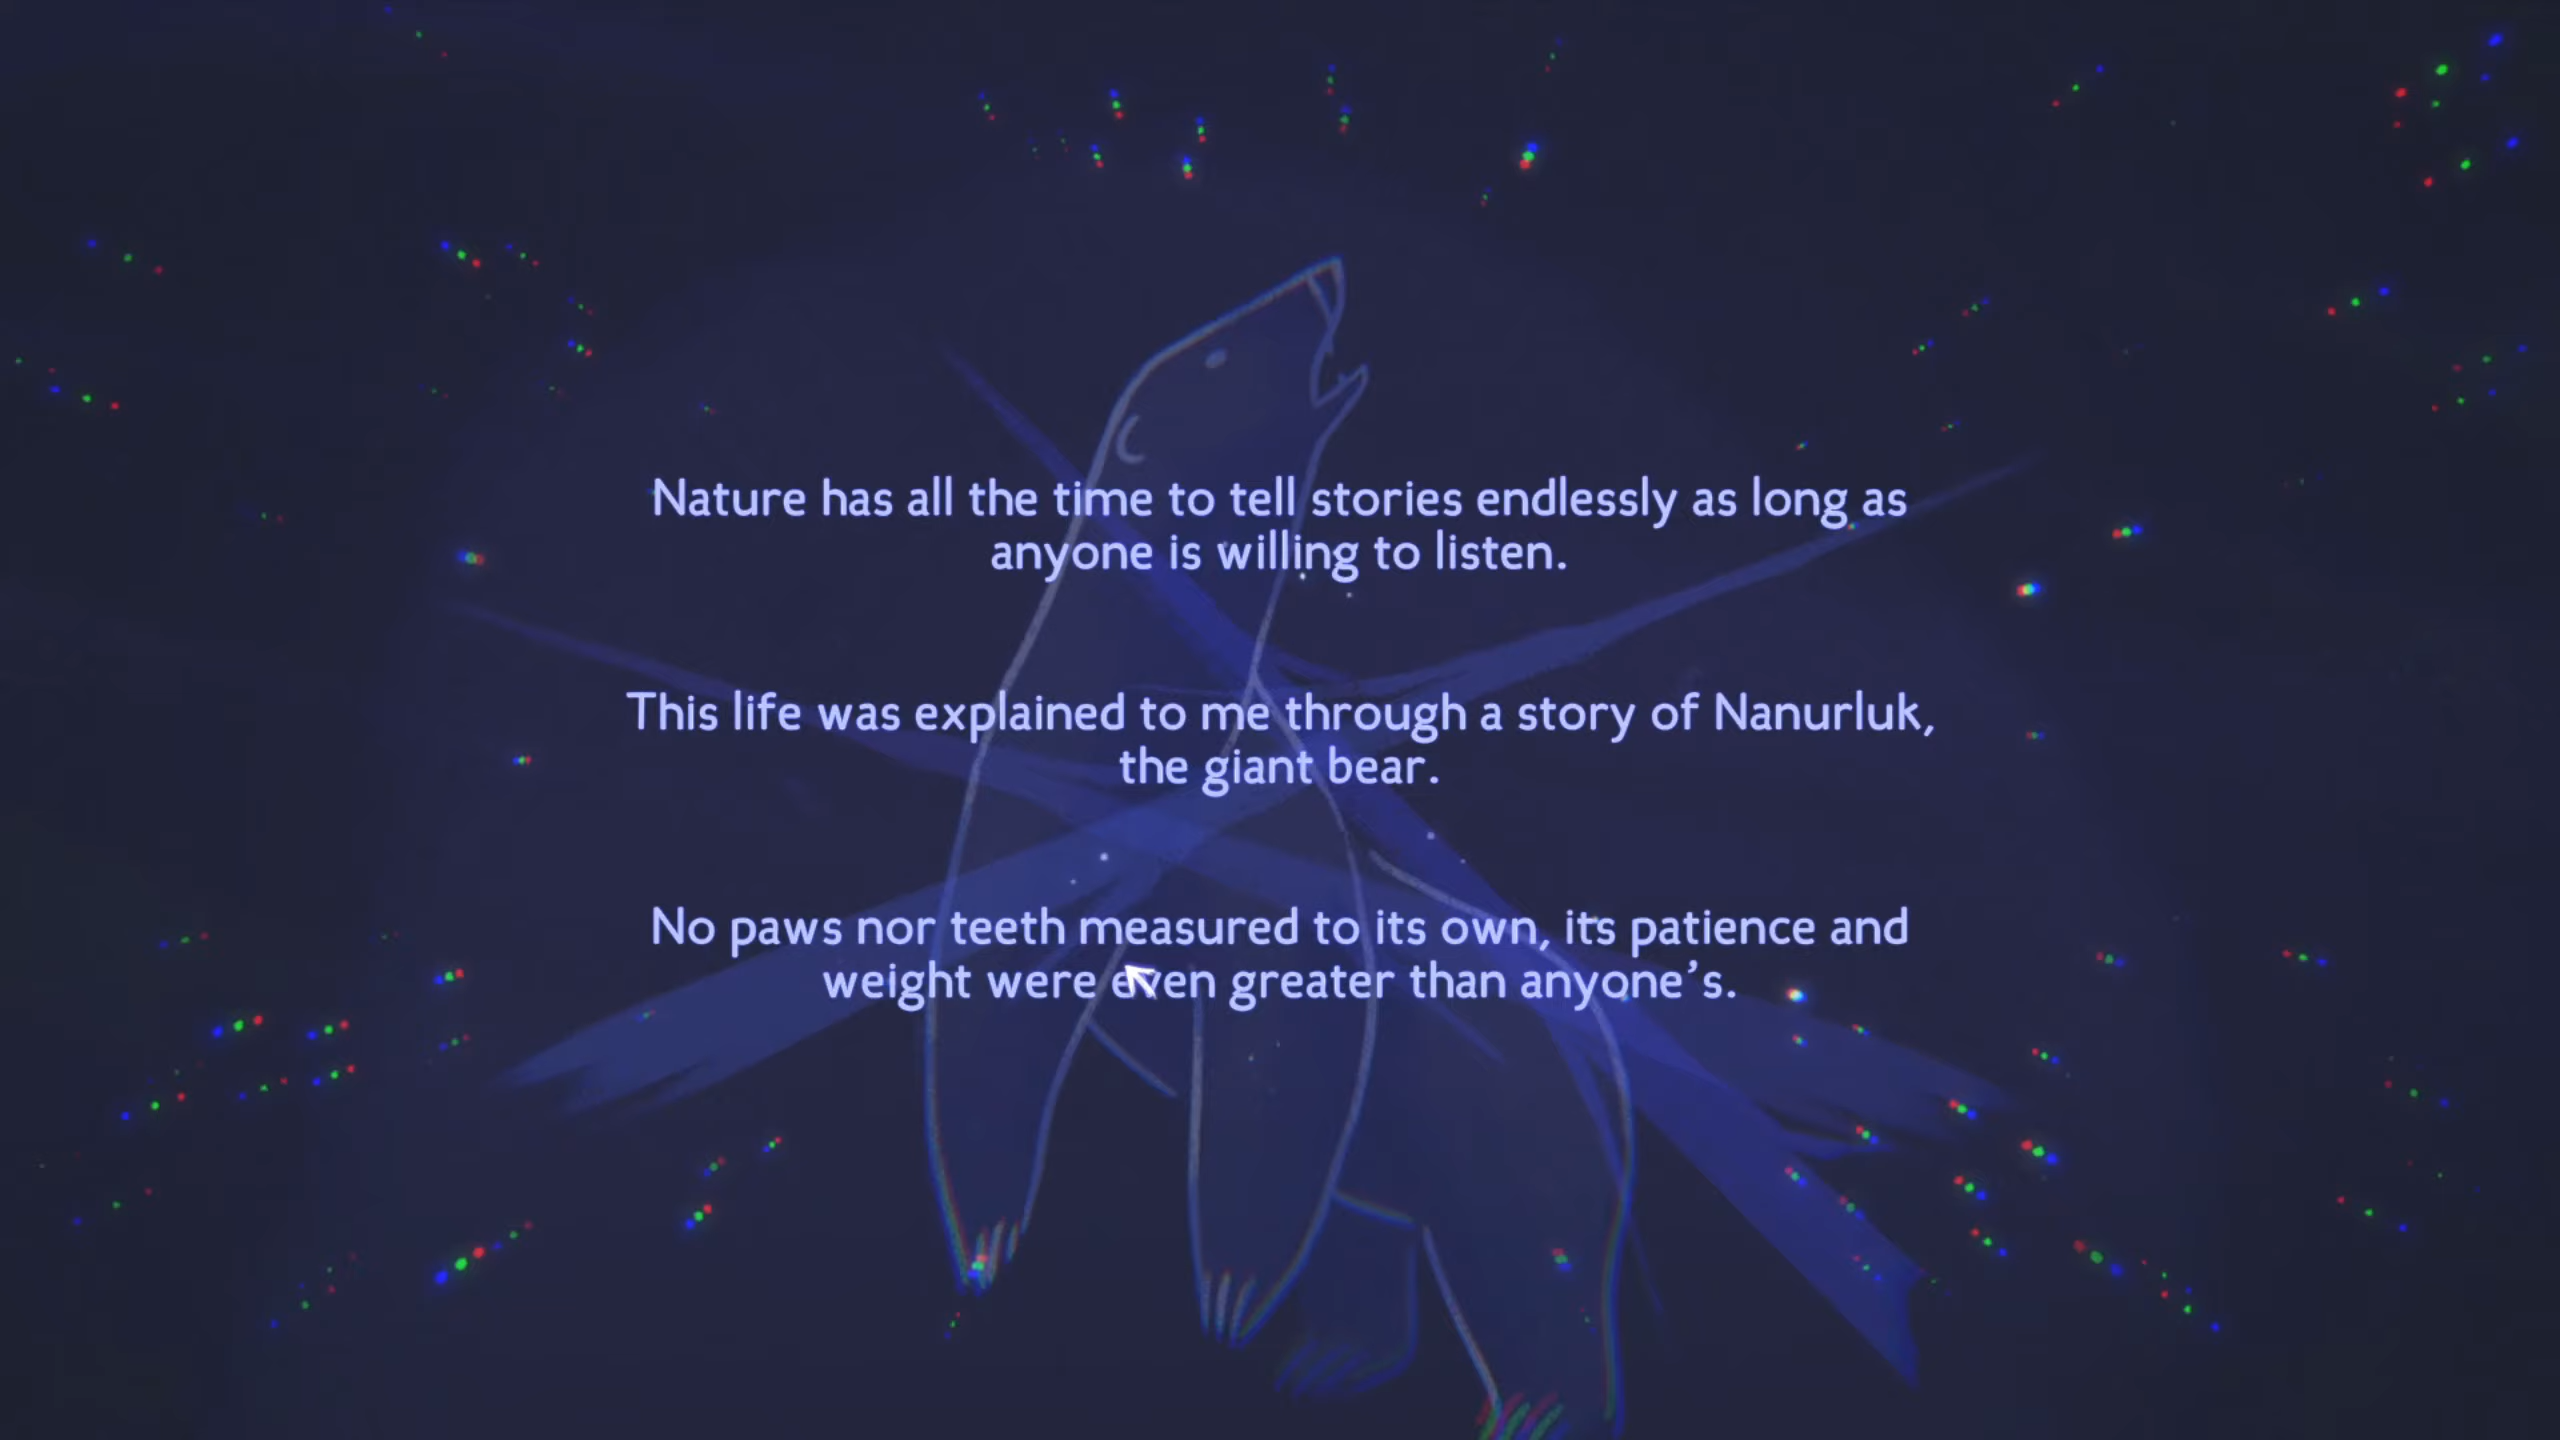 Nature has all the time to tell stories endlessly as long as
anyone is willing to listen.
This life was explained to me through a story of Nanurluk,
the giant bear.
No paws nor teeth measured to its own, its patience and
weight were even greater than anyone’s.